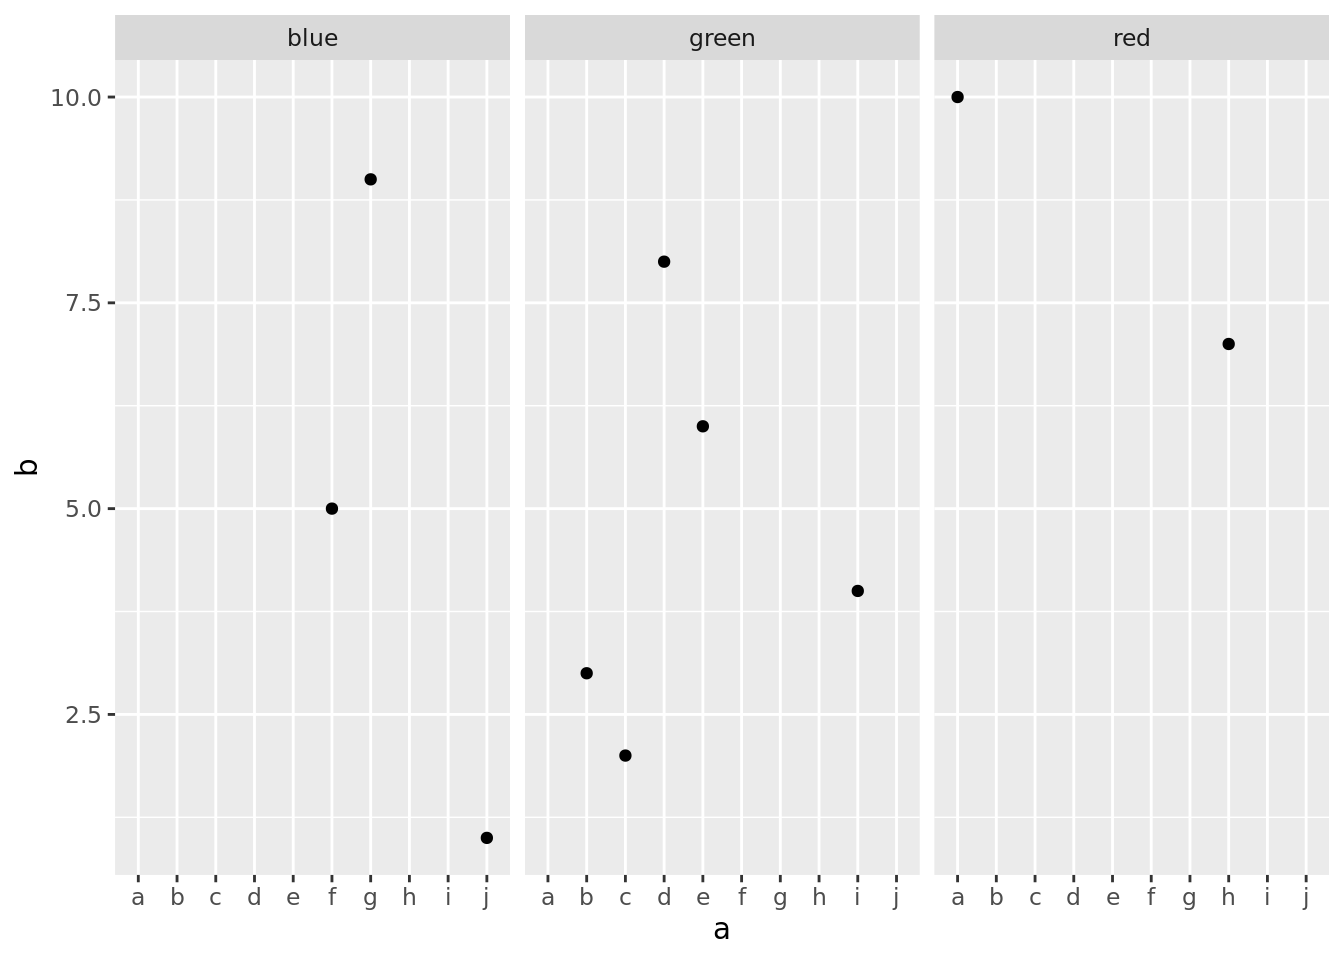 blue green red
10.0
7.5
5.0
2.5
b
a b c d e f g h i j a b c d e f g h i j a b c d e f g h i j
a